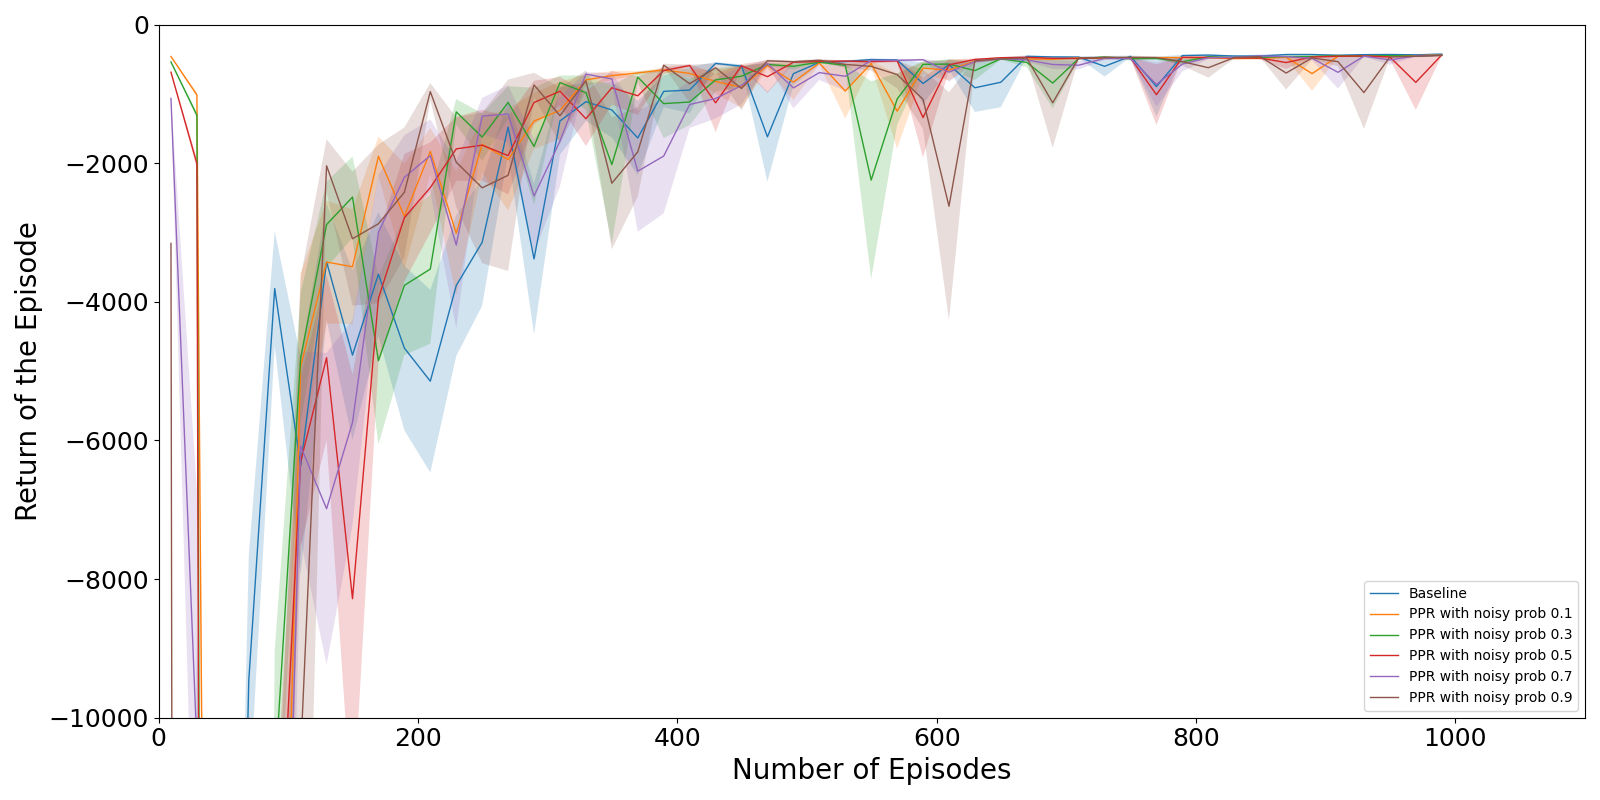 0
−2000
−4000
−6000
−8000
−10000
Return of the Episode
0 200 400 600 800 1000
Number of Episodes
Baseline
PPR with noisy prob 0.1
PPR with noisy prob 0.3
PPR with noisy prob 0.5
PPR with noisy prob 0.7
PPR with noisy prob 0.9